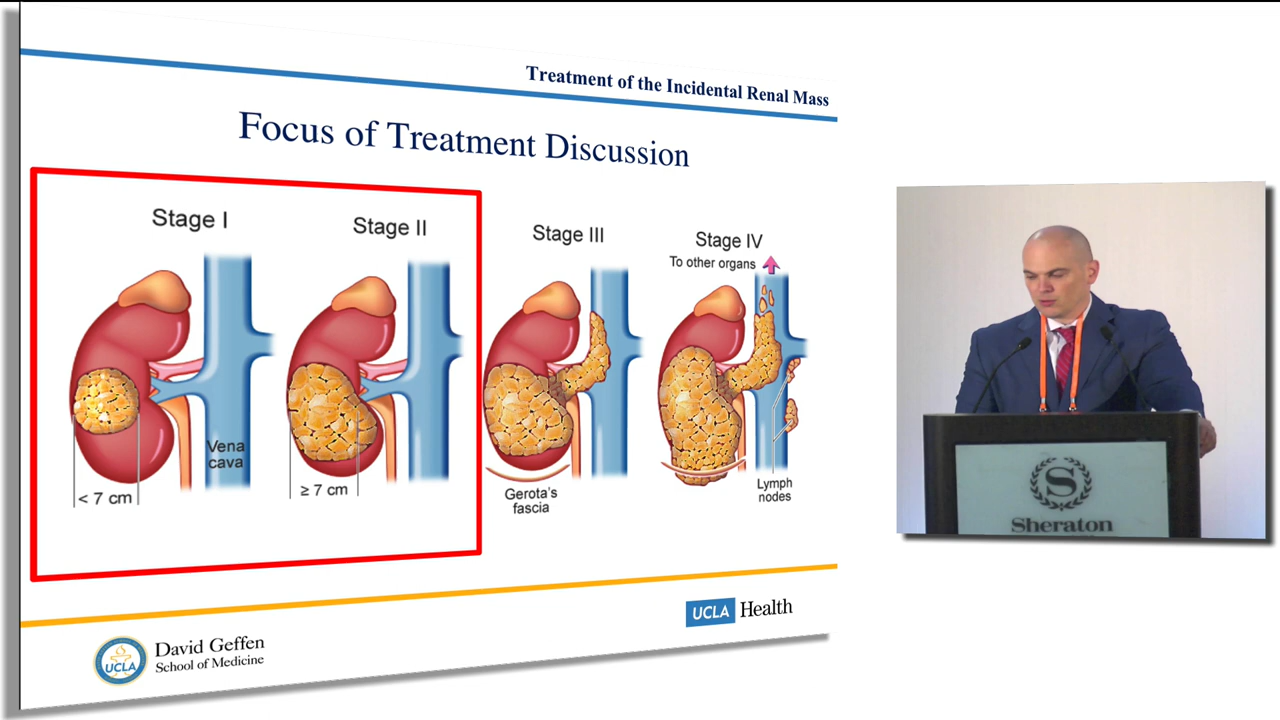 Treatment of the Incidental Renal Mass
Focus of Treatment Discussion
Stage I
Stage II
Stage III
Stage IV
To other organs
Vena
cava
< 7 cm
≥ 7 cm
Gerota's
fascia
Lymph
nodes
UCLA Health
UCLA
David Geffen
School of Medicine
S
Sheraton